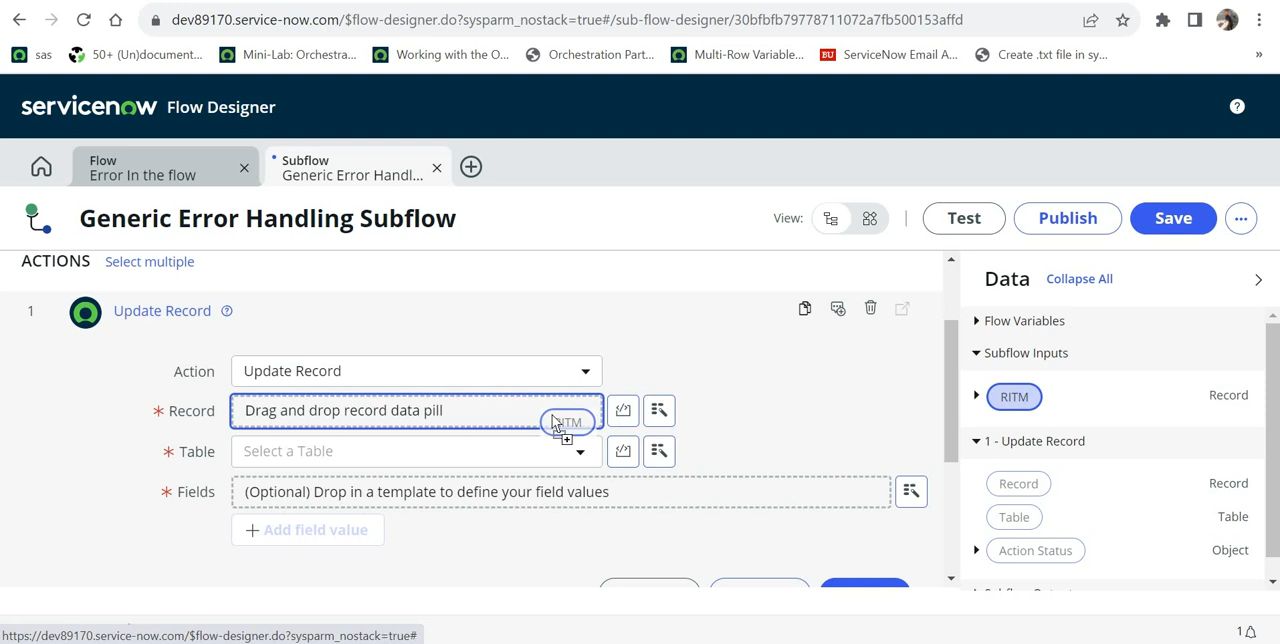 dev89170.service-now.com/$flow-designer.do?sysparm_nostack=true#/sub-flow-designer/30bfbfb79778711072a7fb500153affd
sas
50+ (Un)document...
Mini-Lab: Orchestra...
Working with the O...
Orchestration Part...
Multi-Row Variable...
BU
ServiceNow Email A...
Create .txt file in sy...
»
servicenow Flow Designer
Flow
Error In the flow
Subflow
Generic Error Handl...
Generic Error Handling Subflow
View:
Test
Publish
Save
ACTIONS Select multiple
Data Collapse All
1 Update Record
Flow Variables
Subflow Inputs
Action Update Record
RITM Record
* Record Drag and drop record data pill
RITM
* Table Select a Table
1 - Update Record
* Fields (Optional) Drop in a template to define your field values
Record Record
Table Table
+ Add field value
Action Status Object
https://dev89170.service-now.com/$flow-designer.do?sysparm_nostack=true#
1